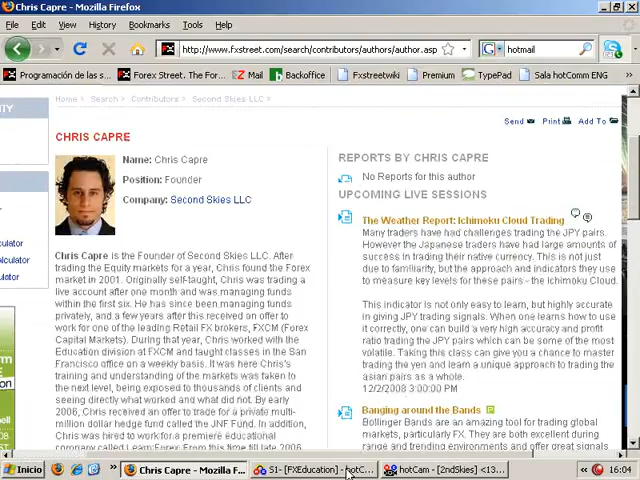 Chris Capre - Mozilla Firefox
File Edit View History Bookmarks Tools Help
http://www.fxstreet.com/search/contributors/authors/author.asp
hotmail
Programación de las s... Forex Street. The For... Mail Backoffice Fxstreetwiki Premium TypePad Sala hotComm ENG
Home > Search > Contributors > Second Skies LLC >
Send Print Add To
CHRIS CAPRE
Name: Chris Capre
Position: Founder
Company: Second Skies LLC
Chris Capre is the Founder of Second Skies LLC. After
trading the Equity markets for a year, Chris found the Forex
market in 2001. Originally self-taught, Chris was trading a
live account after one month and was managing funds
within the first six. He has since been managing funds
privately, and a few years after this received an offer to
work for one of the leading Retail FX brokers, FXCM (Forex
Capital Markets). During that year, Chris worked with the
Education division at FXCM and taught classes in the San
Francisco office on a weekly basis. It was here Chris's
training and understanding of the markets was taken to
the next level, being exposed to thousands of clients and
seeing directly what worked and what did not. By early
2006, Chris received an offer to trade for a private multi-
million dollar hedge fund called the JNF Fund. In
addition, Chris was hired to work for a premiere educational
REPORTS BY CHRIS CAPRE
No Reports for this author
UPCOMING LIVE SESSIONS
The Weather Report: Ichimoku Cloud Trading
Many traders have had challenges trading the JPY pairs.
However the Japanese traders have had large amounts of
success in trading their native currency. This is not just
due to familiarity, but the approach and indicators they use
to measure key levels for these pairs - the Ichimoku Cloud.
This indicator is not only easy to learn, but highly accurate
in giving JPY trading signals. When one learns how to use
it correctly, one can build a very high accuracy and profit
ratio trading the JPY pairs which can be some of the most
volatile. Taking this class can give you a chance to master
trading the yen and learn a unique approach to trading the
asian pairs as a whole.
12/2/2008 3:00:00 PM
Banging around the Bands
Bollinger Bands are an amazing tool for trading global
markets, particularly FX. They are both excellent during
range and trending environments and offer substantial
ITY
culator
culator
lator
Inicio Chris Capre - Mozilla F... S1- [FXEducation] - hotC... hotCam - [2ndSkies] <13... 16:04